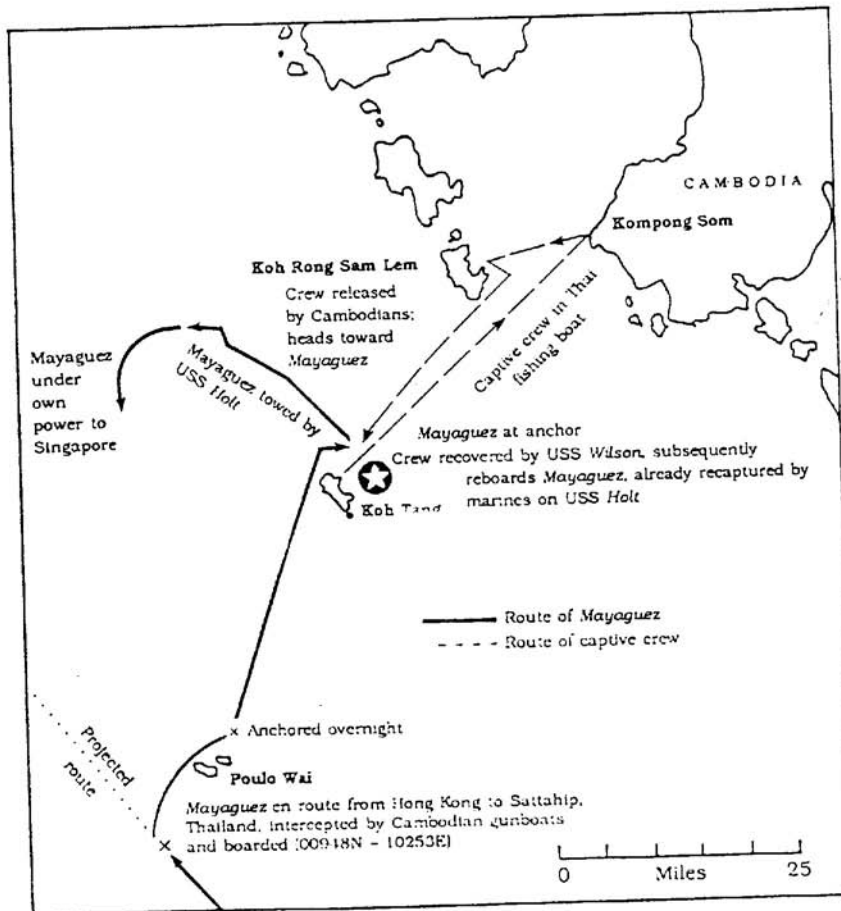 CAMBODIA
Kompong Som
Koh Rong Sam Lem
Crew released
by Cambodians;
heads toward
Mayaguez
Captive crew in Thai
fishing boat
Mayaguez
under
own
power to
Singapore
Mayaguez towed by
USS Holt
Mayaguez at anchor
Crew recovered by USS Wilson, subsequently
reboards Mayaguez, already recaptured by
marines on USS Holt
Koh Tang
Route of Mayaguez
Route of captive crew
Anchored overnight
Projected
route
Poulo Wai
Mayaguez en route from Hong Kong to Sattahip,
Thailand, intercepted by Cambodian gunboats
and boarded (00948N - 10253E)
0 Miles 25